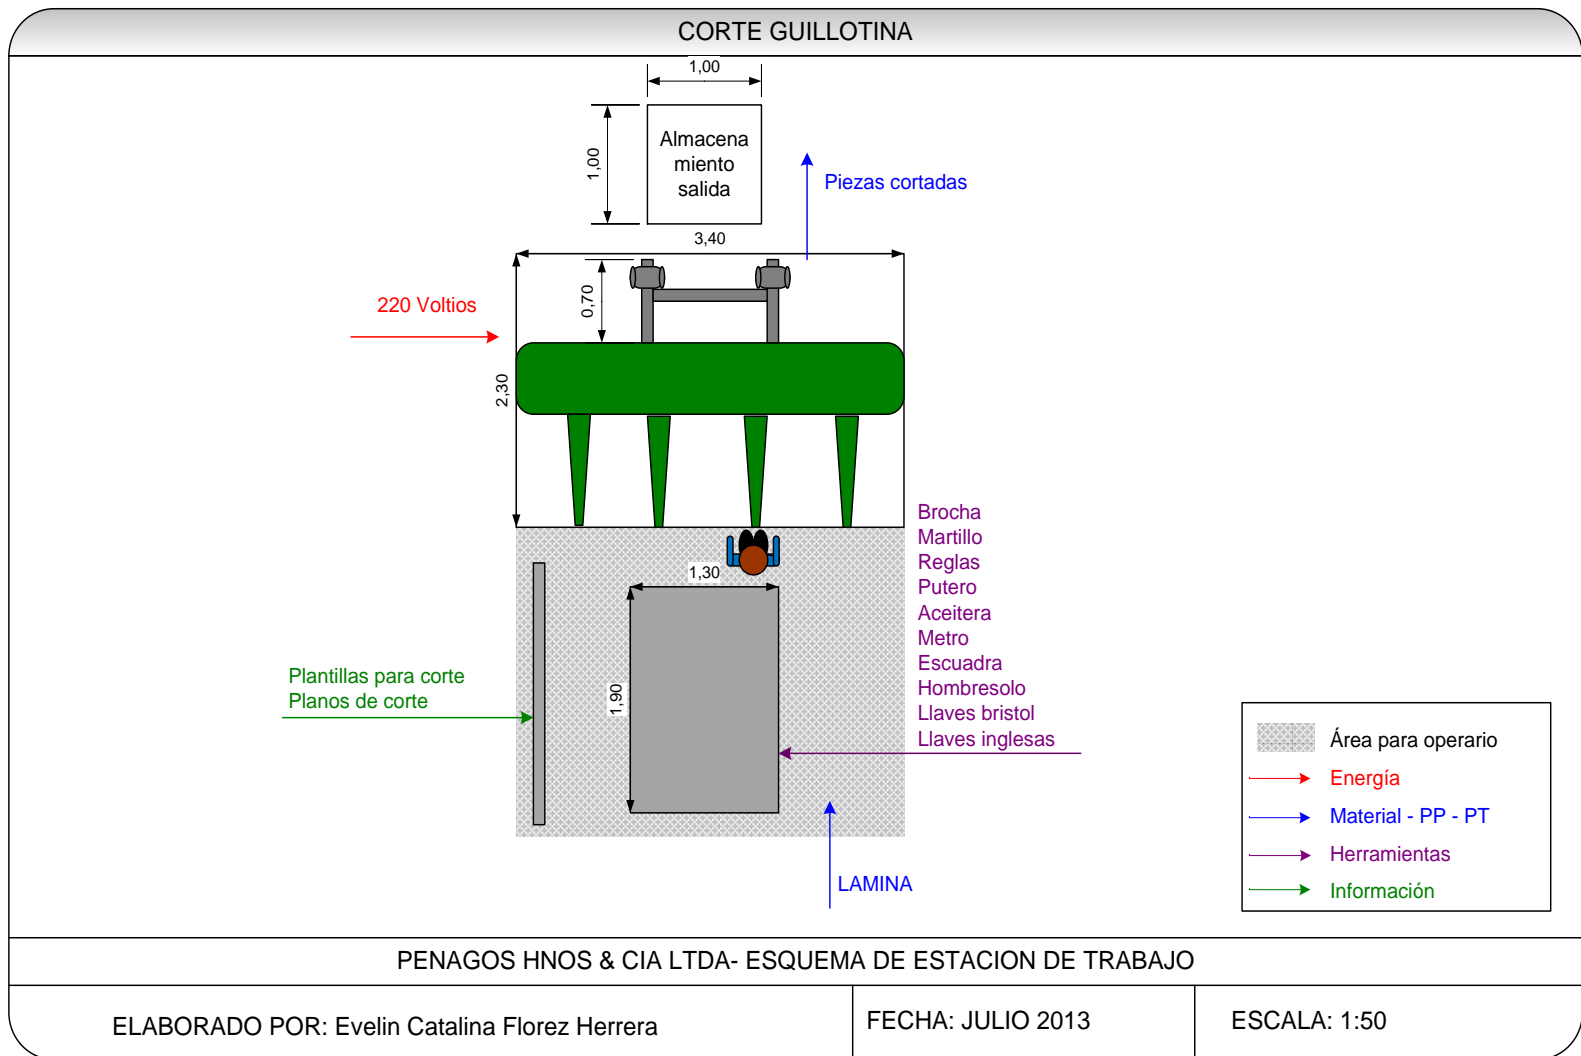 CORTE GUILLOTINA
1,00
1,00
Almacena
miento
salida
Piezas cortadas
3,40
0,70
220 Voltios
2,30
Brocha
Martillo
Reglas
Putero
Aceitera
Metro
Escuadra
Hombresolo
Llaves bristol
Llaves inglesas
1,30
1,90
Plantillas para corte
Planos de corte
LAMINA
Área para operario
Energía
Material - PP - PT
Herramientas
Información
PENAGOS HNOS & CIA LTDA- ESQUEMA DE ESTACION DE TRABAJO
ELABORADO POR: Evelin Catalina Florez Herrera
FECHA: JULIO 2013
ESCALA: 1:50